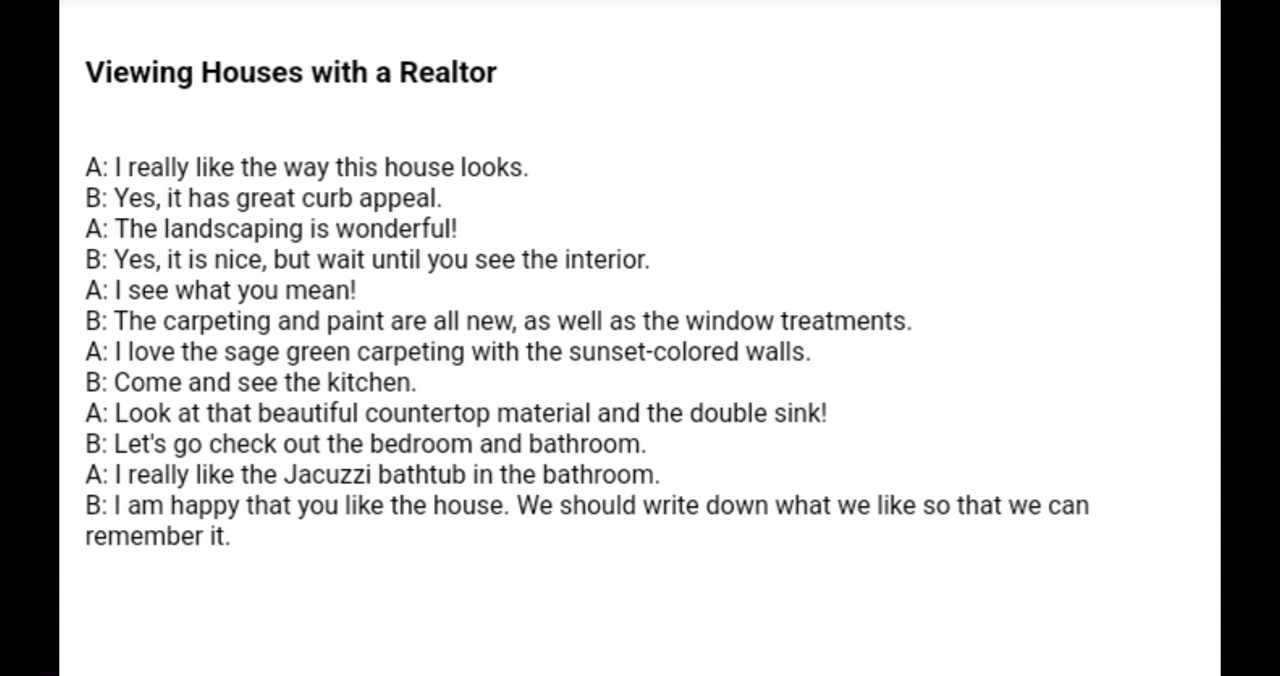 Viewing Houses with a Realtor
A: I really like the way this house looks.
B: Yes, it has great curb appeal.
A: The landscaping is wonderful!
B: Yes, it is nice, but wait until you see the interior.
A: I see what you mean!
B: The carpeting and paint are all new, as well as the window treatments.
A: I love the sage green carpeting with the sunset-colored walls.
B: Come and see the kitchen.
A: Look at that beautiful countertop material and the double sink!
B: Let's go check out the bedroom and bathroom.
A: I really like the Jacuzzi bathtub in the bathroom.
B: I am happy that you like the house. We should write down what we like so that we can
remember it.